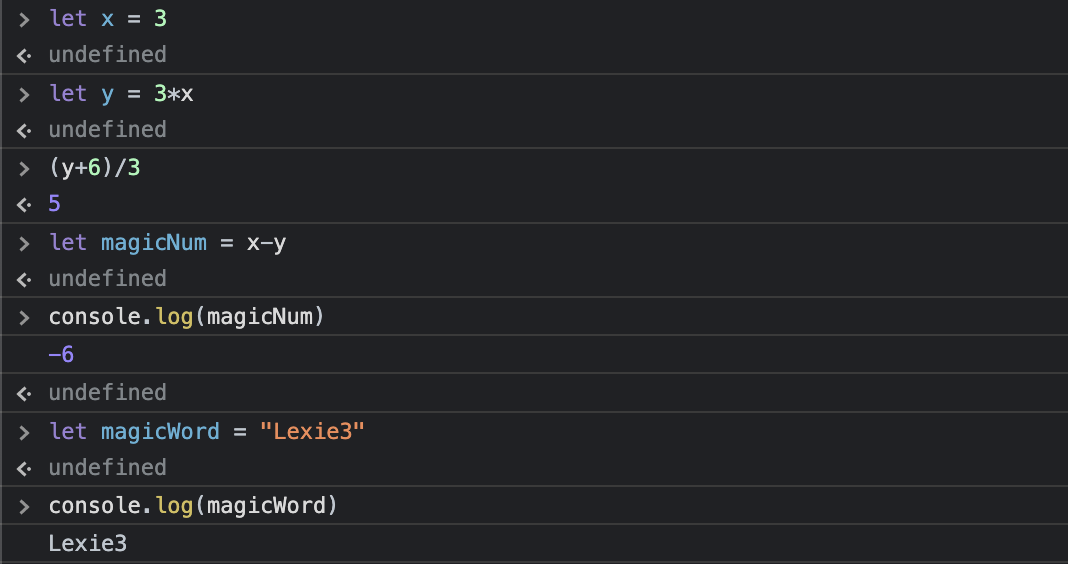 > let x = 3
<· undefined
> let y = 3*x
<· undefined
> (y+6)/3
<· 5
> let magicNum = x-y
<· undefined
> console.log(magicNum)
-6
<· undefined
> let magicWord = "Lexie3"
<· undefined
> console.log(magicWord)
Lexie3